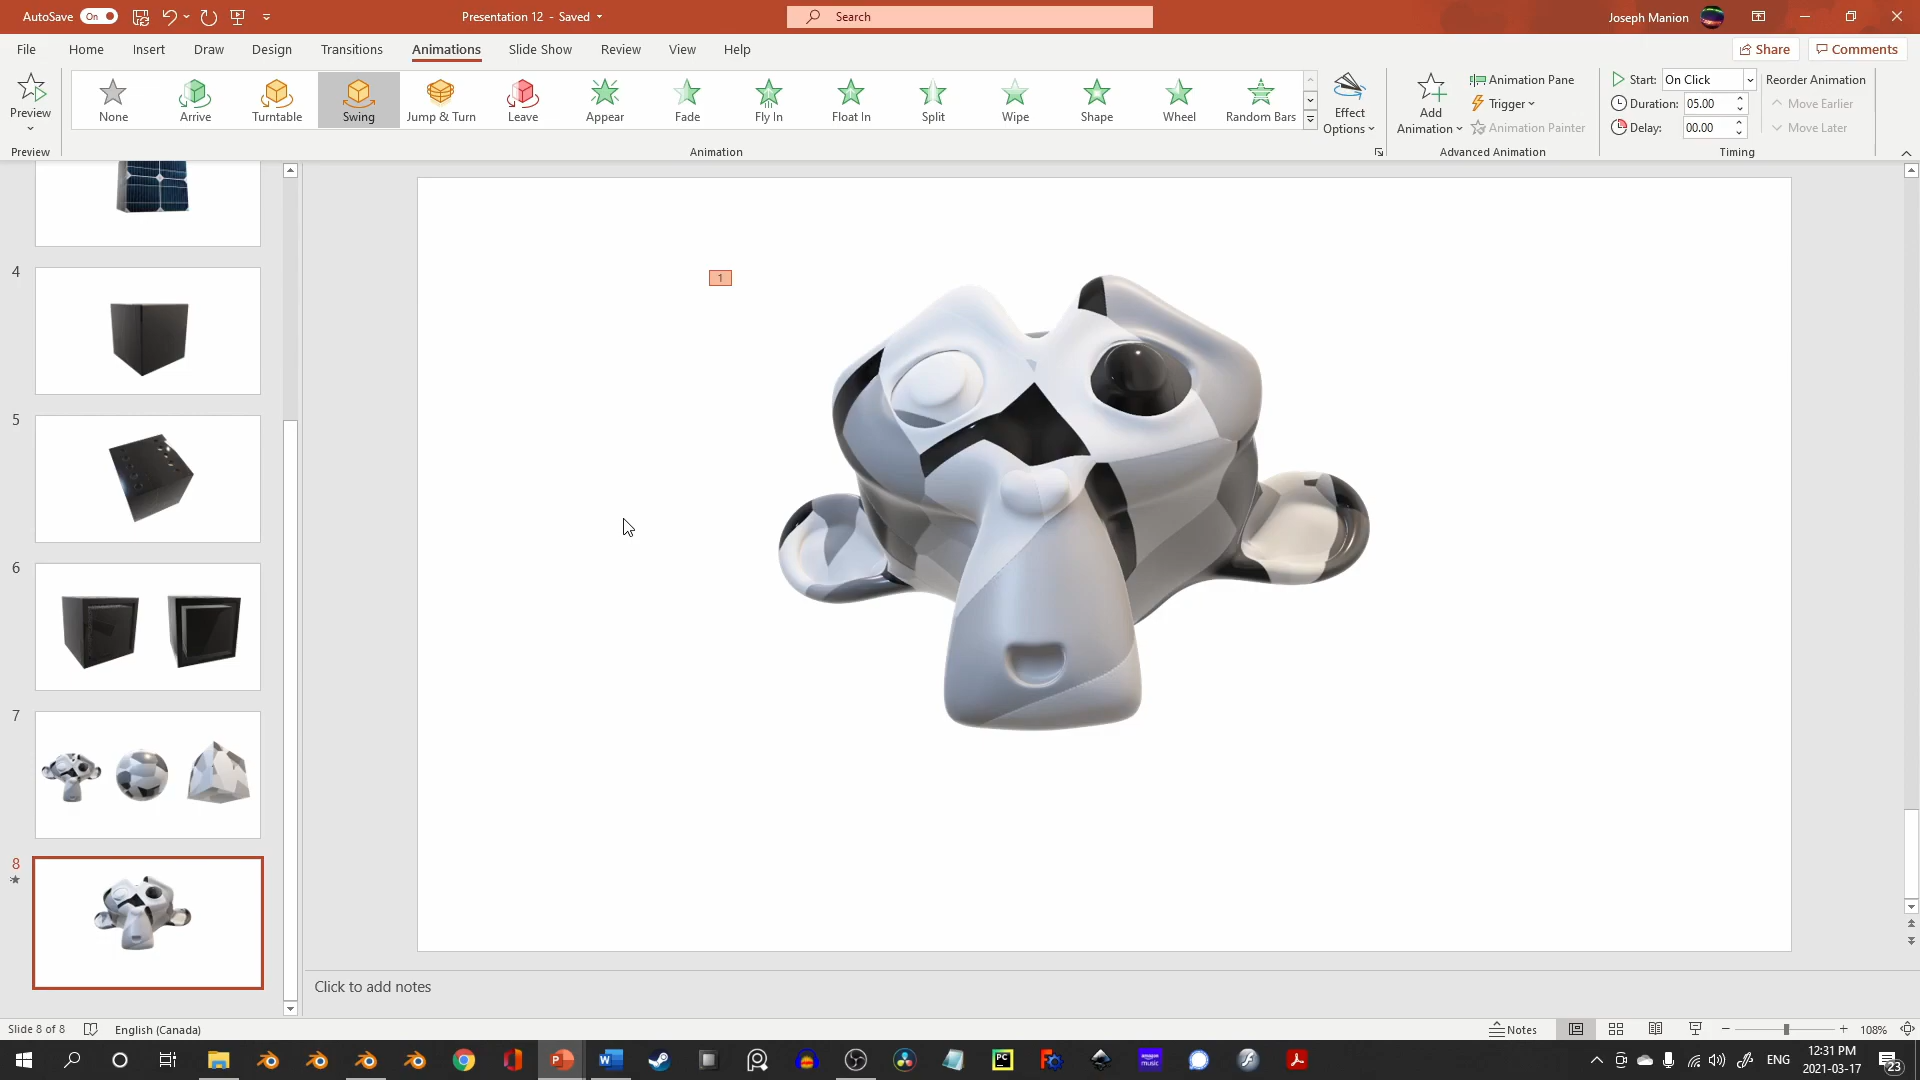 AutoSave On
Presentation 12 - Saved
Search
Joseph Manion
File Home Insert Draw Design Transitions Animations Slide Show Review View Help
Share Comments
Preview
Preview
None Arrive Turntable Swing Jump & Turn Leave Appear Fade Fly In Float In Split Wipe Shape Wheel Random Bars
Animation
Effect Options
Add Animation
Animation Pane
Trigger
Animation Painter
Advanced Animation
Start: On Click
Duration: 05.00
Delay: 00.00
Reorder Animation
Move Earlier
Move Later
Timing
4
5
6
7
8
1
Click to add notes
Slide 8 of 8 English (Canada)
Notes
108%
PC
amazon music
ENG
12:31 PM
2021-03-17
23